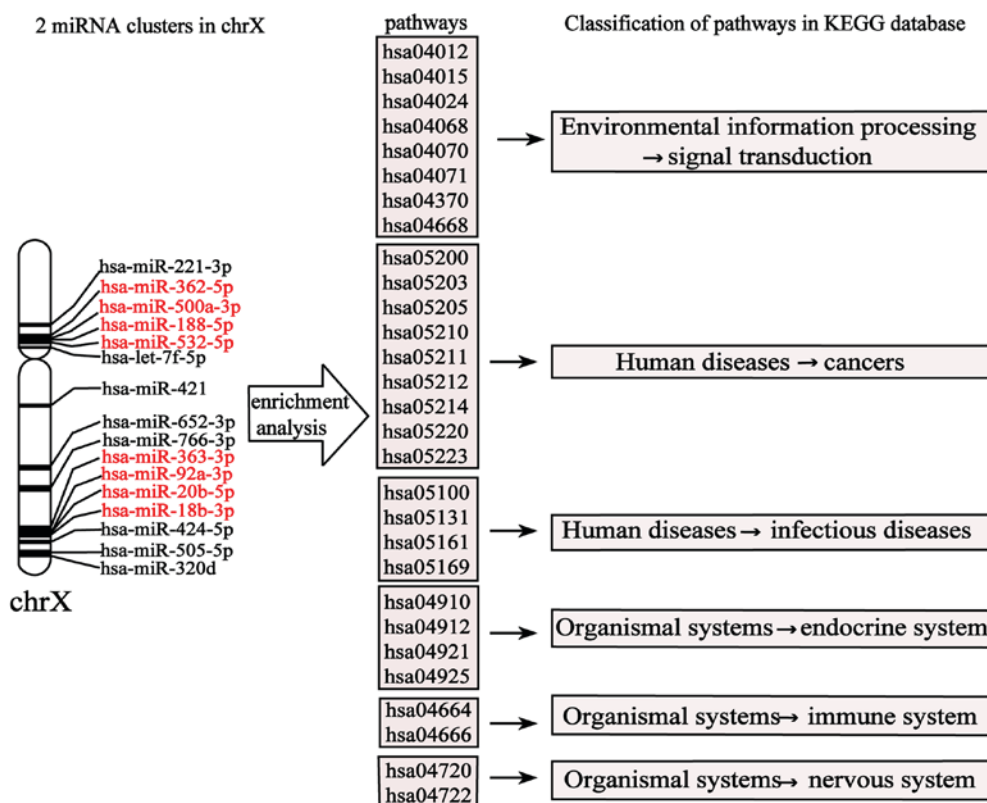 2 miRNA clusters in chrX
pathways
Classification of pathways in KEGG database
hsa-miR-221-3p
hsa-miR-362-5p
hsa-miR-500a-3p
hsa-miR-188-5p
hsa-miR-532-5p
hsa-let-7f-5p
hsa-miR-421
hsa-miR-652-3p
hsa-miR-766-3p
hsa-miR-363-3p
hsa-miR-92a-3p
hsa-miR-20b-5p
hsa-miR-18b-3p
hsa-miR-424-5p
hsa-miR-505-5p
hsa-miR-320d
chrX
enrichment
analysis
hsa04012
hsa04015
hsa04024
hsa04068
hsa04070
hsa04071
hsa04370
hsa04668
Environmental information processing
→ signal transduction
hsa05200
hsa05203
hsa05205
hsa05210
hsa05211
hsa05212
hsa05214
hsa05220
hsa05223
Human diseases → cancers
hsa05100
hsa05131
hsa05161
hsa05169
Human diseases → infectious diseases
hsa04910
hsa04912
hsa04921
hsa04925
Organismal systems → endocrine system
hsa04664
hsa04666
Organismal systems → immune system
hsa04720
hsa04722
Organismal systems → nervous system